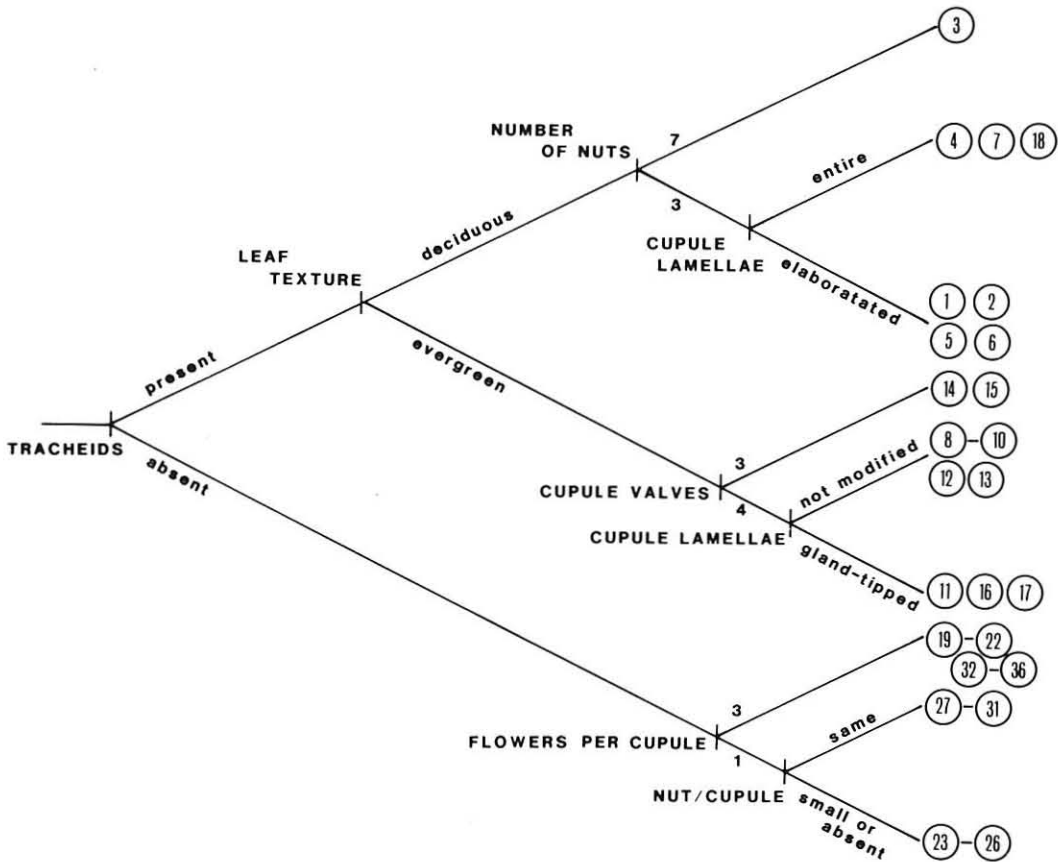 3
NUMBER
OF NUTS
7
entire
4 7 18
deciduous
3
LEAF
TEXTURE
CUPULE
LAMELLAE
elaboratated
1 2
5 6
present
evergreen
14 15
TRACHEIDS
absent
3
not modified
8 - 10
12 13
CUPULE VALVES
4
CUPULE LAMELLAE
gland-tipped
11 16 17
19 - 22
32 - 36
3
same
27 - 31
FLOWERS PER CUPULE
1
NUT/CUPULE
small or
absent
23 - 26